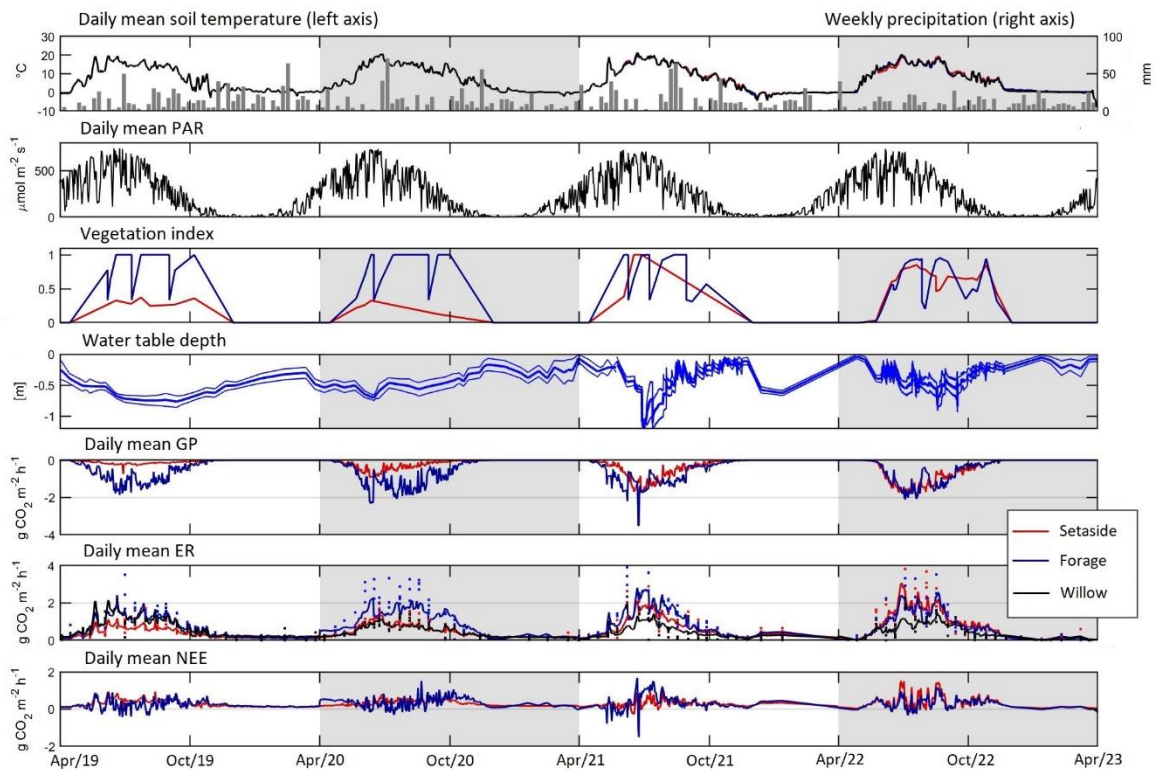 Daily mean soil temperature (left axis) Weekly precipitation (right axis)
30 100
20
°C 10 50 mm
0
-10 0
Daily mean PAR
500
μmol m⁻² s⁻¹
0
Vegetation index
1
0.5
0
Water table depth
0
[m] -0.5
-1
Daily mean GP
0
g CO₂ m⁻² h⁻¹ -2
-4
Setaside
Forage
Willow
Daily mean ER
4
g CO₂ m⁻² h⁻¹ 2
0
Daily mean NEE
2
g CO₂ m⁻² h⁻¹ 0
2
Apr/19 Oct/19 Apr/20 Oct/20 Apr/21 Oct/21 Apr/22 Oct/22 Apr/23